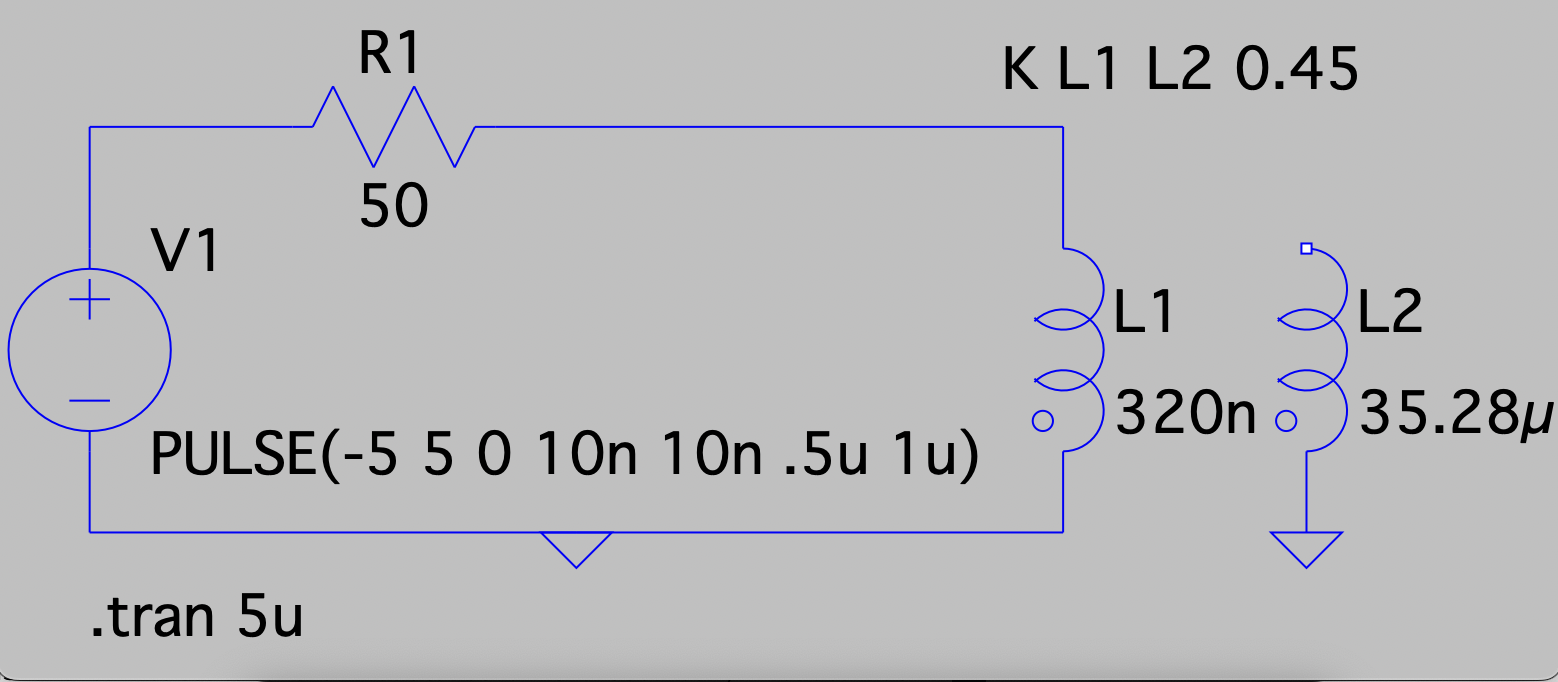 R1
K L1 L2 0.45
50
V1
L1
L2
320n
35.28µ
PULSE(-5 5 0 10n 10n .5u 1u)
.tran 5u